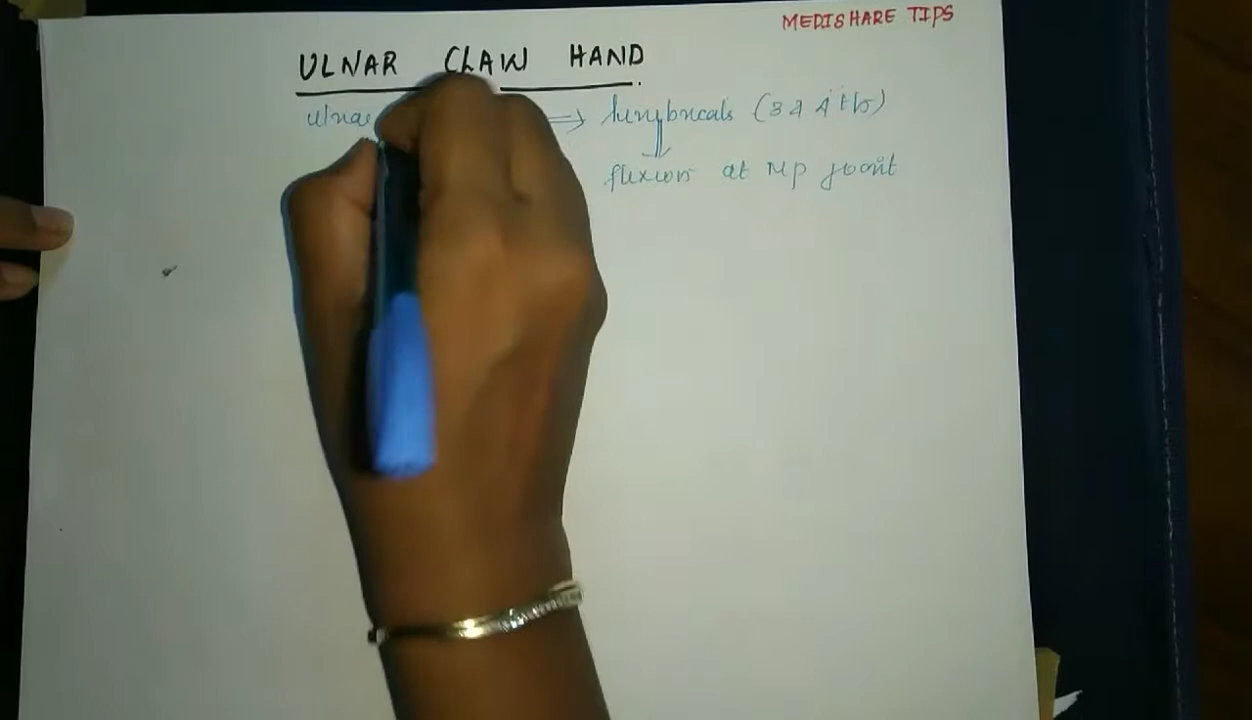 MEDISHARE TIPS
ULNAR CLAW HAND
ulnar ⇒ lumbricals (3 & 4 th)
flexion at MP joint